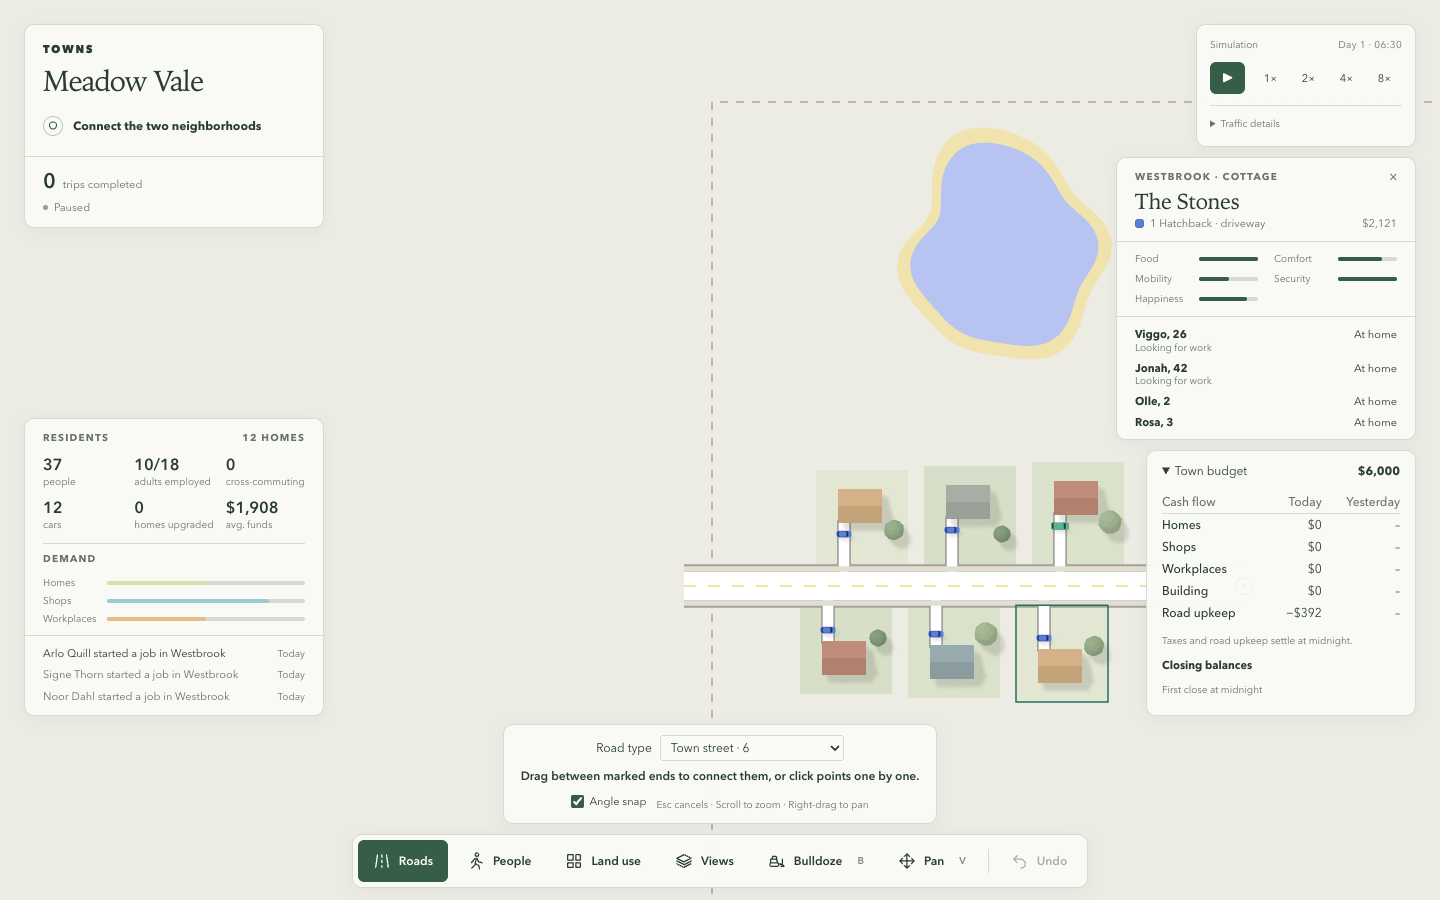 TOWNS
Meadow Vale
Connect the two neighborhoods
0 trips completed
Paused
RESIDENTS 12 HOMES
37 10/18 0
people adults employed cross-commuting
12 0 $1,908
cars homes upgraded avg. funds
DEMAND
Homes
Shops
Workplaces
Arlo Quill started a job in Westbrook Today
Signe Thorn started a job in Westbrook Today
Noor Dahl started a job in Westbrook Today
Simulation Day 1 · 06:30
1× 2× 4× 8×
Traffic details
WESTBROOK · COTTAGE ×
The Stones
1 Hatchback · driveway $2,121
Food Comfort
Mobility Security
Happiness
Viggo, 26 At home
Looking for work
Jonah, 42 At home
Looking for work
Olle, 2 At home
Rosa, 3 At home
Town budget $6,000
Cash flow Today Yesterday
Homes $0 –
Shops $0 –
Workplaces $0 –
Building $0 –
Road upkeep −$392 –
Taxes and road upkeep settle at midnight.
Closing balances
First close at midnight
Road type Town street · 6
Drag between marked ends to connect them, or click points one by one.
Angle snap Esc cancels · Scroll to zoom · Right-drag to pan
Roads People Land use Views Bulldoze B Pan V Undo